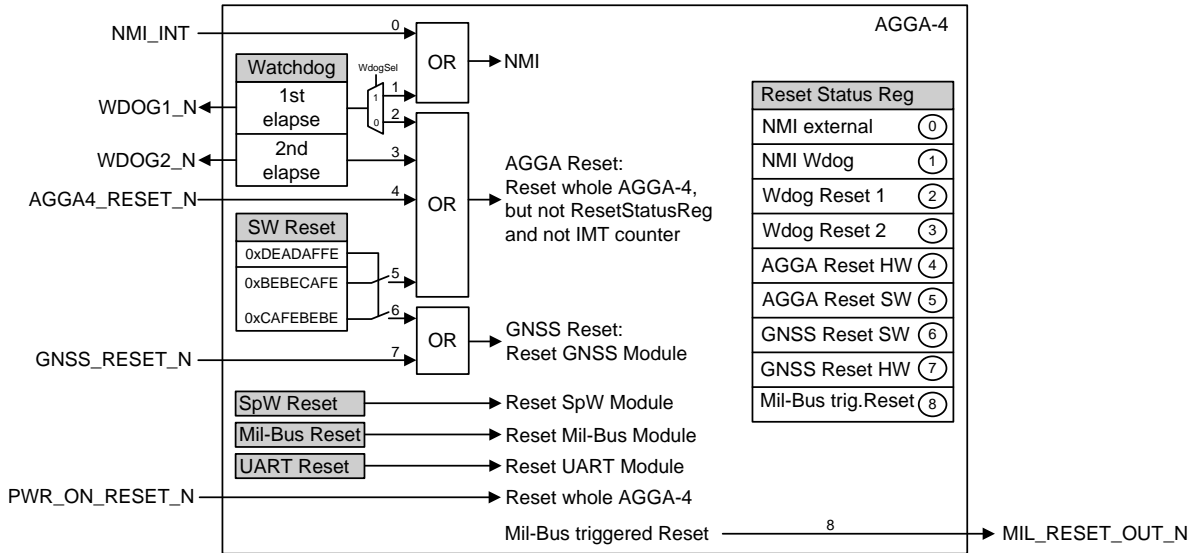 AGGA-4
NMI_INT
0
OR
NMI
Watchdog
WdogSel
1st
elapse
1
0
1
2
WDOG1_N
2nd
elapse
3
WDOG2_N
AGGA4_RESET_N
4
OR
AGGA Reset:
Reset whole AGGA-4,
but not ResetStatusReg
and not IMT counter
SW Reset
0xDEADAFFE
0xBEBECAFE
5
0xCAFEBEBE
6
OR
GNSS Reset:
Reset GNSS Module
GNSS_RESET_N
7
SpW Reset
Reset SpW Module
Mil-Bus Reset
Reset Mil-Bus Module
UART Reset
Reset UART Module
PWR_ON_RESET_N
Reset whole AGGA-4
Mil-Bus triggered Reset
8
MIL_RESET_OUT_N
Reset Status Reg
NMI external 0
NMI Wdog 1
Wdog Reset 1 2
Wdog Reset 2 3
AGGA Reset HW 4
AGGA Reset SW 5
GNSS Reset SW 6
GNSS Reset HW 7
Mil-Bus trig.Reset 8